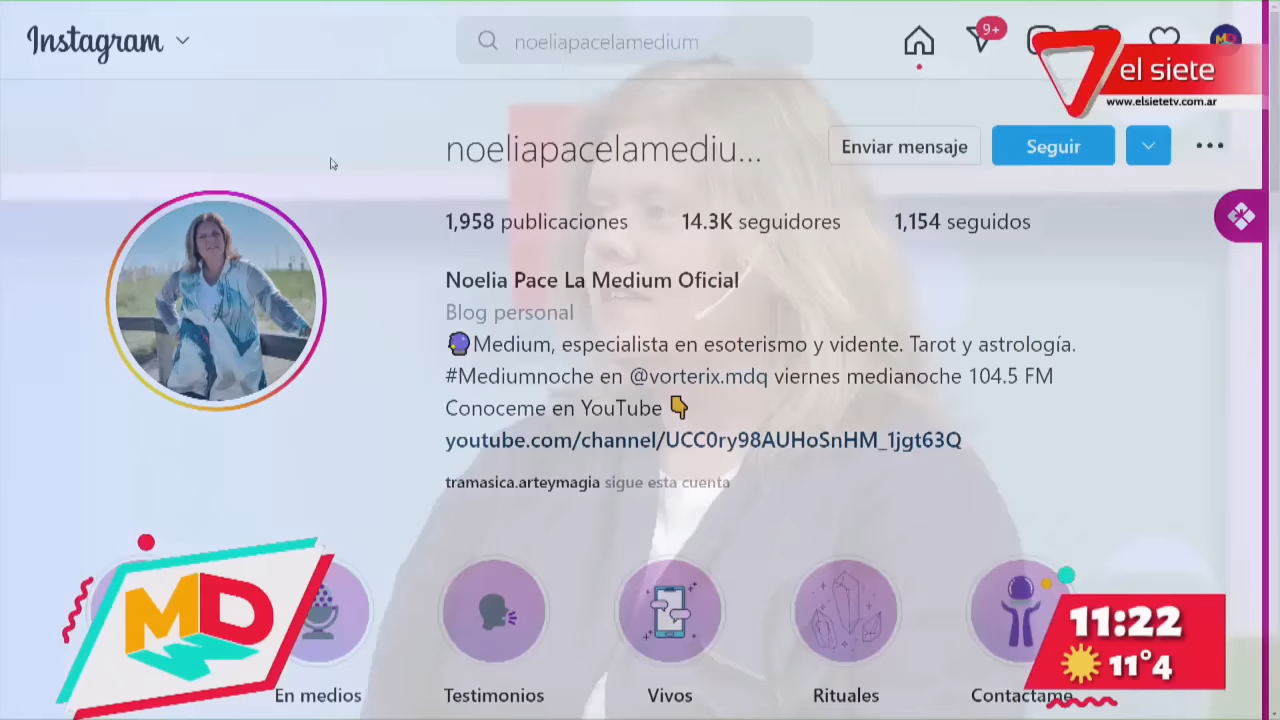 Instagram
noeliapacelamedium
9+
MD
el siete
www.elsietetv.com.ar
noeliapacelamediu...
Enviar mensaje
Seguir
1,958 publicaciones
14.3K seguidores
1,154 seguidos
Noelia Pace La Medium Oficial
Blog personal
Medium, especialista en esoterismo y vidente. Tarot y astrología.
#Mediumnoche en @vorterix.mdq viernes medianoche 104.5 FM
Conoceme en YouTube
youtube.com/channel/UCC0ry98AUHoSnHM_1jgt63Q
tramasica.arteymagia sigue esta cuenta
MD
11:22
11°4
En medios
Testimonios
Vivos
Rituales
Contactame